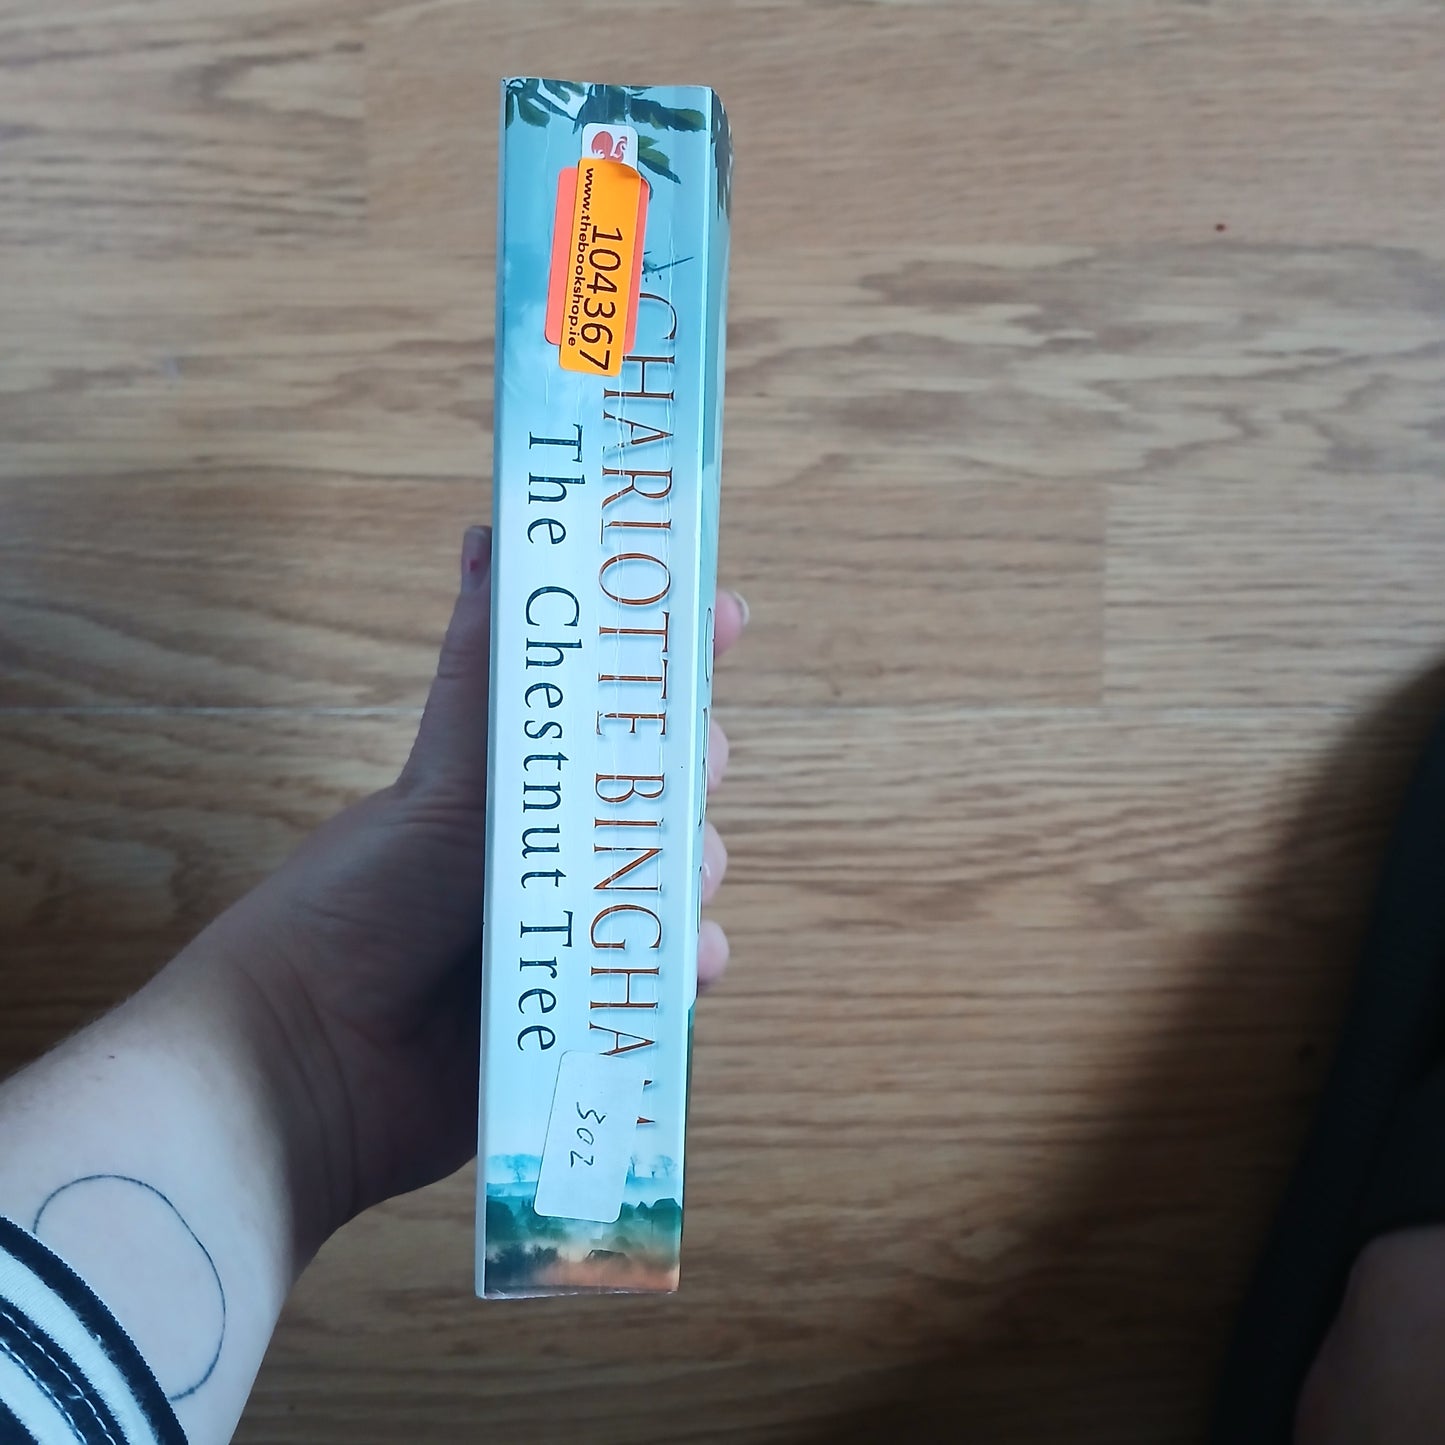 www.thebookshop.ie
104367
CHARLOTTE BINGHAM
The Chestnut Tree
302